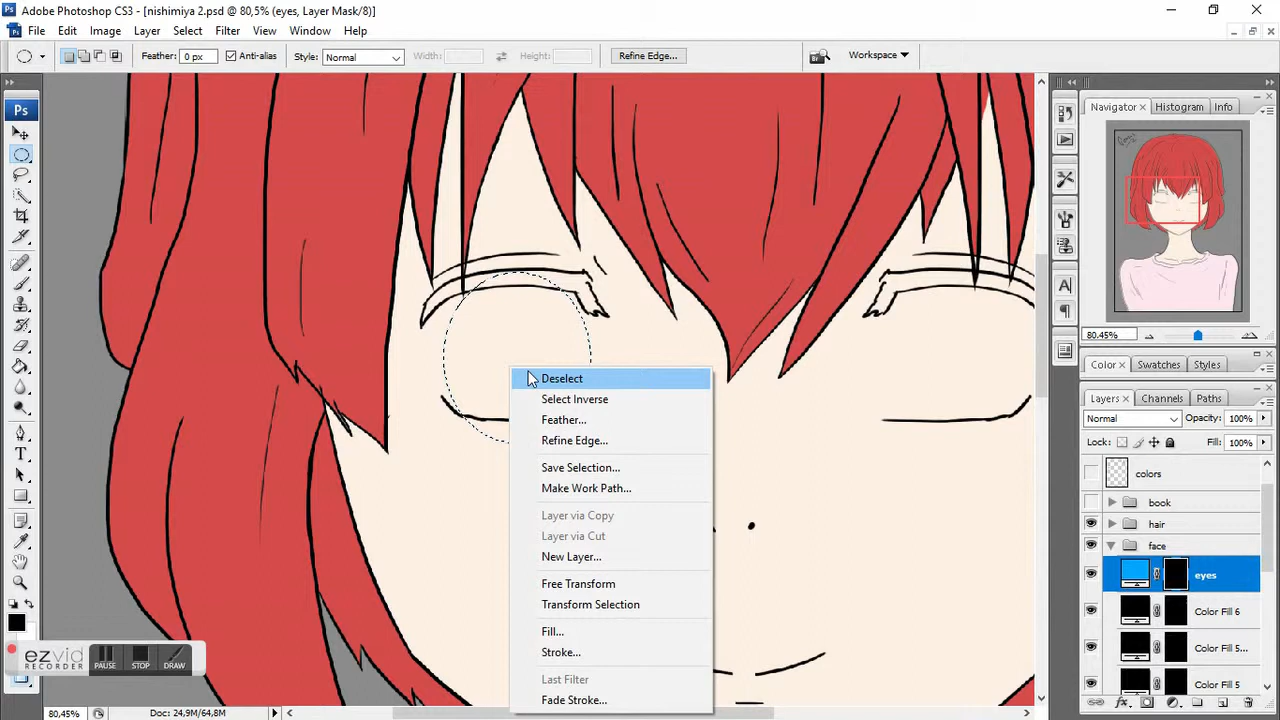 Adobe Photoshop CS3 - [nishimiya 2.psd @ 80,5% (eyes, Layer Mask/8)]
File Edit Image Layer Select Filter View Window Help
Feather: 0 px Anti-alias Style: Normal Width: Height: Refine Edge... Workspace
Ps
Navigator × Histogram Info
80.45%
Color × Swatches Styles
Layers × Channels Paths
Normal Opacity: 100%
Lock: Fill: 100%
colors
book
hair
face
eyes
Color Fill 6
Color Fill 5...
Color Fill 5
Deselect
Select Inverse
Feather...
Refine Edge...
Save Selection...
Make Work Path...
Layer via Copy
Layer via Cut
New Layer...
Free Transform
Transform Selection
Fill...
Stroke...
Last Filter
Fade Stroke...
ezvid
RECORDER
PAUSE STOP DRAW
80,45% Doc: 24,9M/64,8M